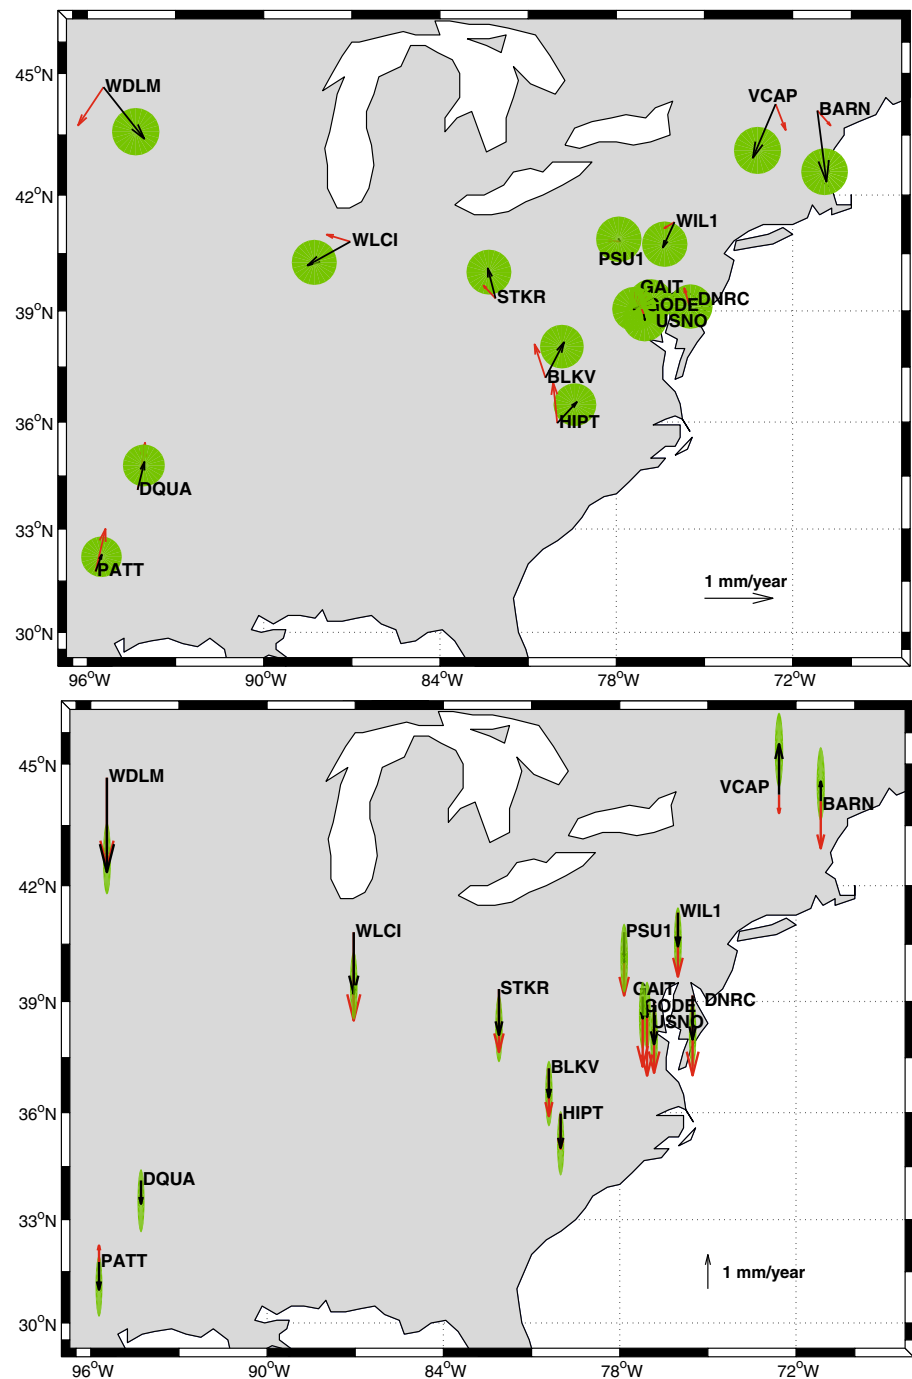 45°N
42°N
39°N
36°N
33°N
30°N
96°W
90°W
84°W
78°W
72°W
WDLM
VCAP
BARN
WLCI
WIL1
PSU1
STKR
GAIT
GODE
USNO
DNRC
BLKV
HIPT
DQUA
PATT
1 mm/year
45°N
42°N
39°N
36°N
33°N
30°N
96°W
90°W
84°W
78°W
72°W
WDLM
VCAP
BARN
WLCI
WIL1
PSU1
STKR
GAIT
GODE
USNO
DNRC
BLKV
HIPT
DQUA
PATT
1 mm/year